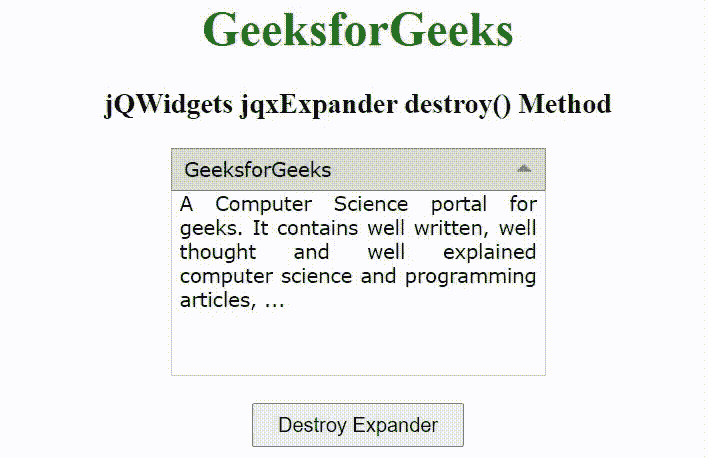 GeeksforGeeks
jQWidgets jqxExpander destroy() Method
GeeksforGeeks
A Computer Science portal for
geeks. It contains well written, well
thought and well explained
computer science and programming
articles, ...
Destroy Expander